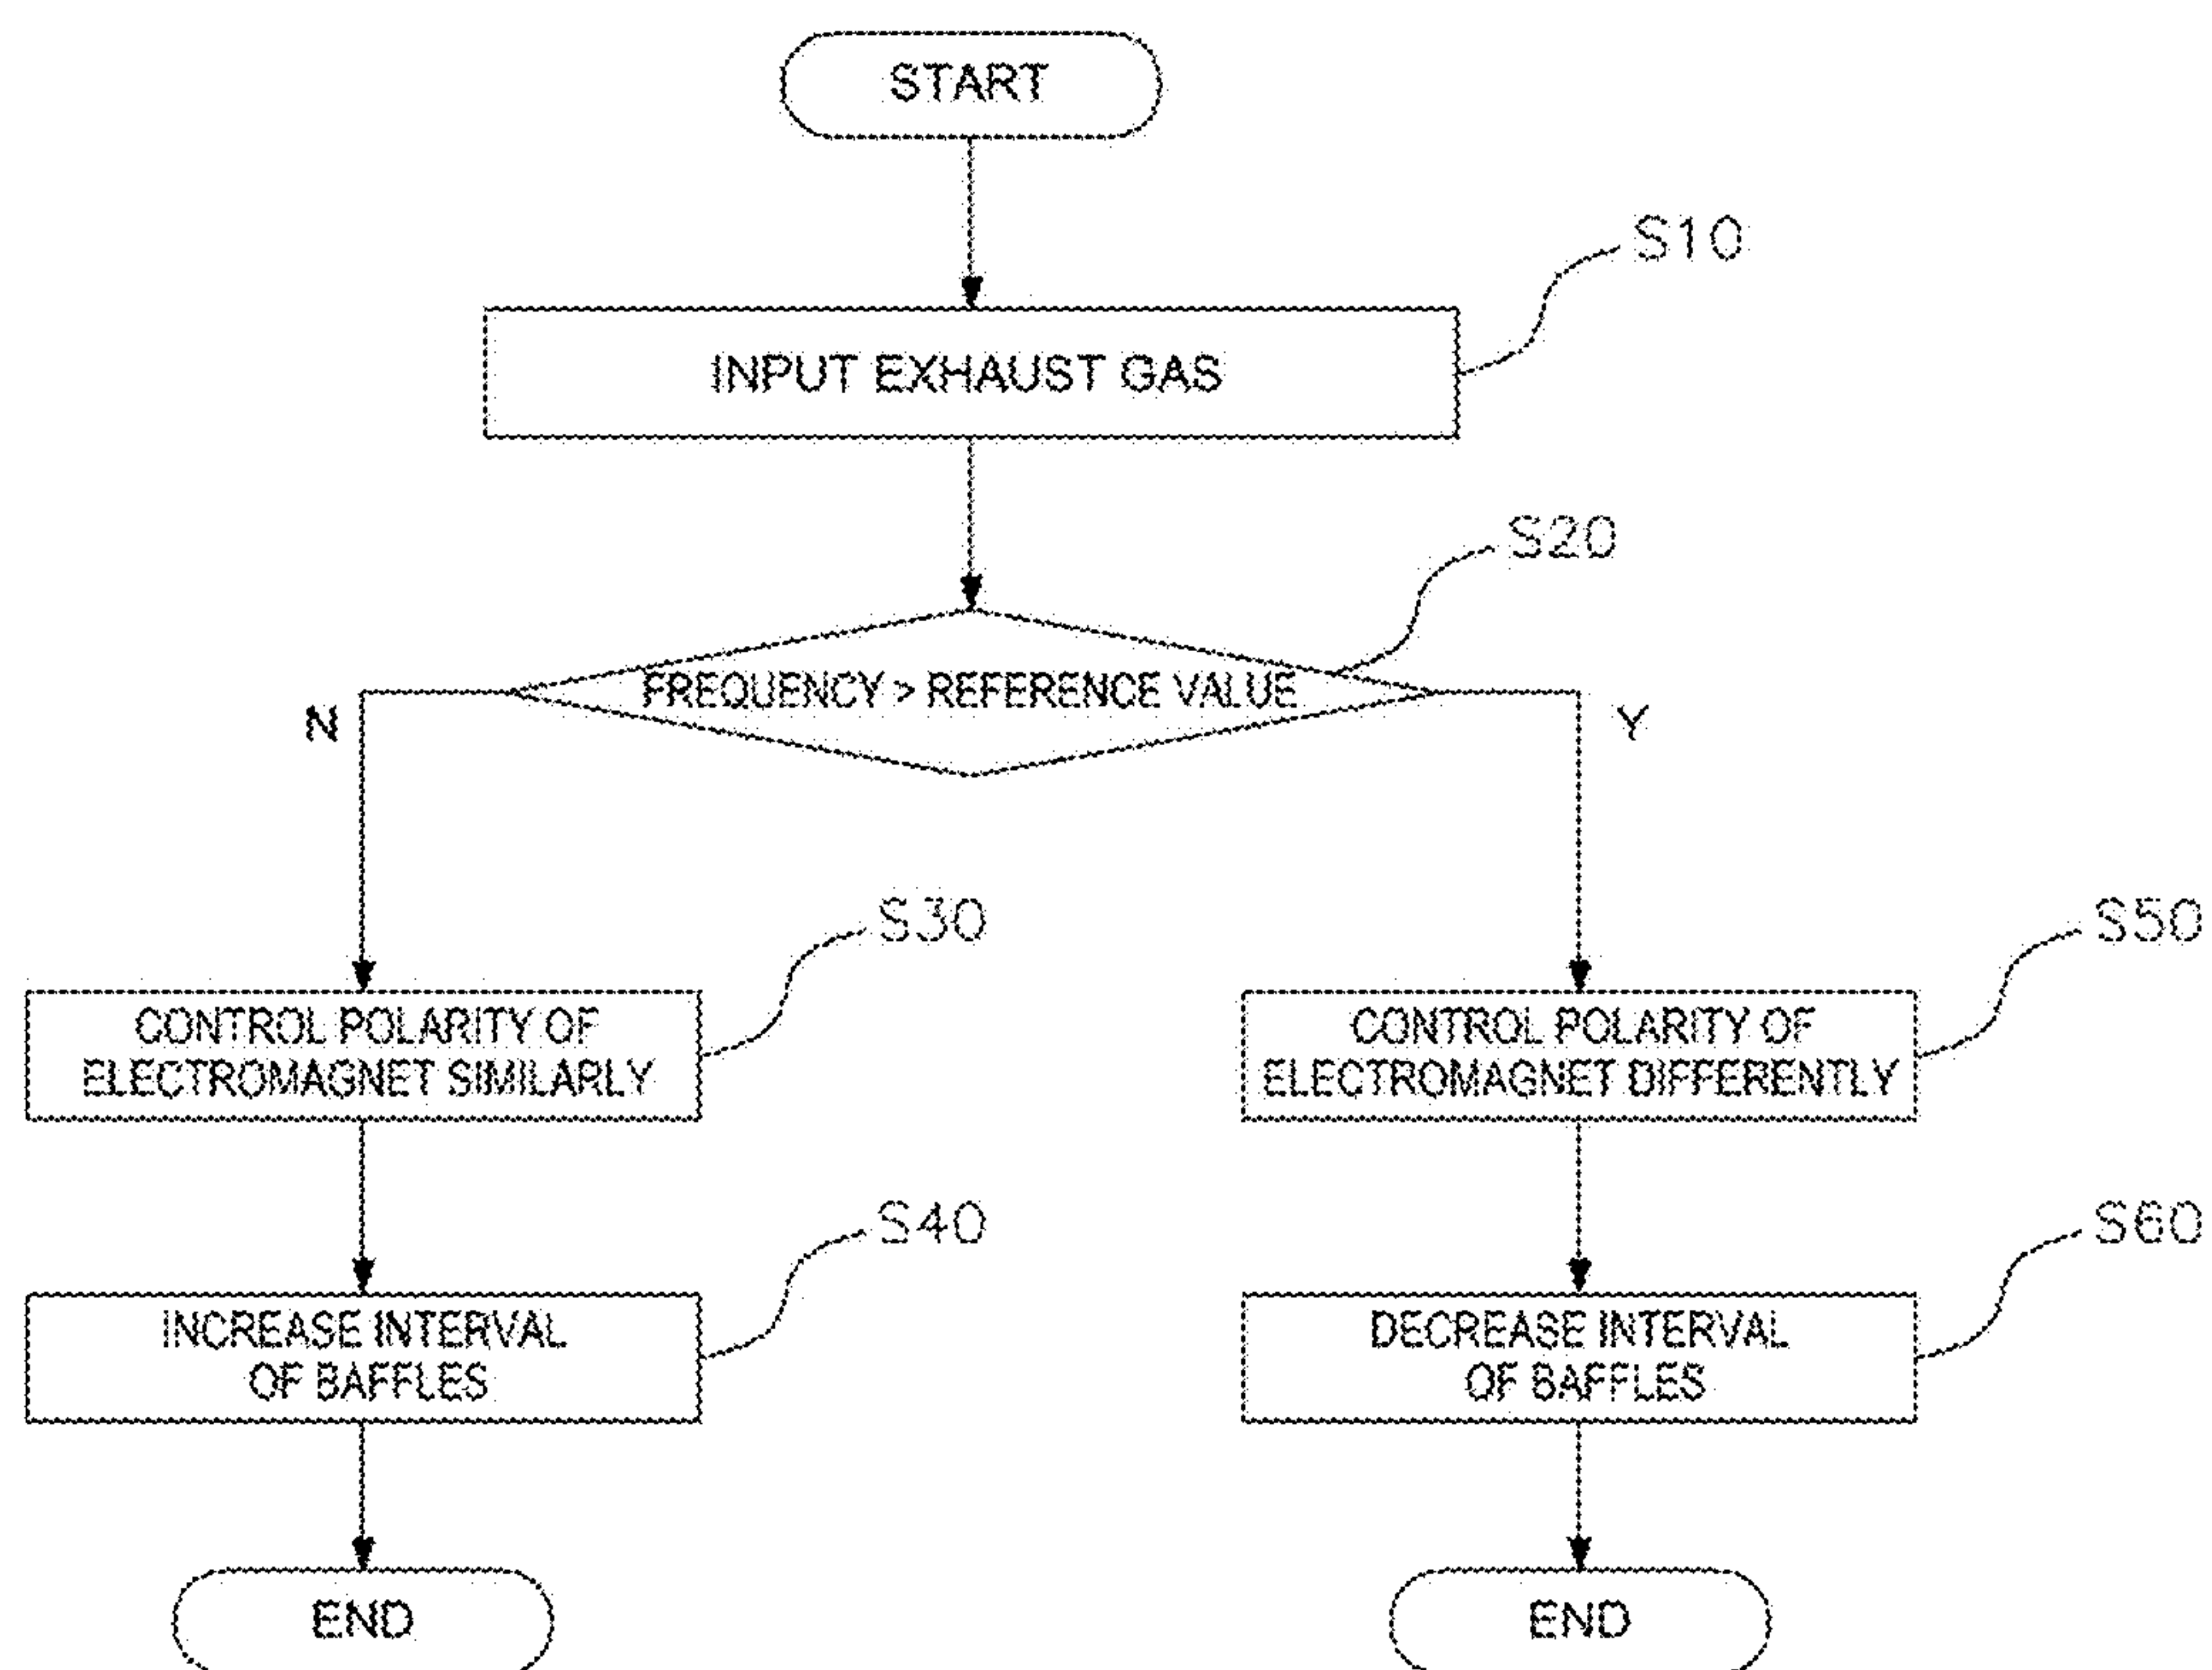 START
S10
INPUT EXHAUST GAS
S20
FREQUENCY > REFERENCE VALUE
N
Y
S30
CONTROL POLARITY OF
ELECTROMAGNET SIMILARLY
S50
CONTROL POLARITY OF
ELECTROMAGNET DIFFERENTLY
S40
INCREASE INTERVAL
OF BAFFLES
S60
DECREASE INTERVAL
OF BAFFLES
END
END